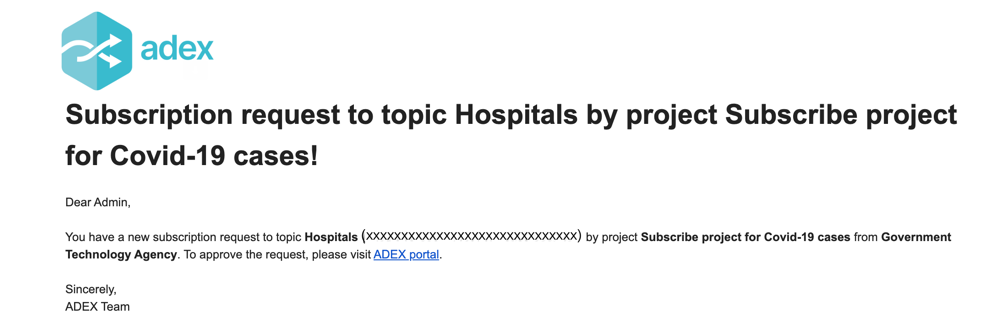 adex
Subscription request to topic Hospitals by project Subscribe project
for Covid-19 cases!
Dear Admin,
You have a new subscription request to topic Hospitals (XXXXXXXXXXXXXXXXXXXXXXXXXXXXXX) by project Subscribe project for Covid-19 cases from Government
Technology Agency. To approve the request, please visit ADEX portal.
Sincerely,
ADEX Team